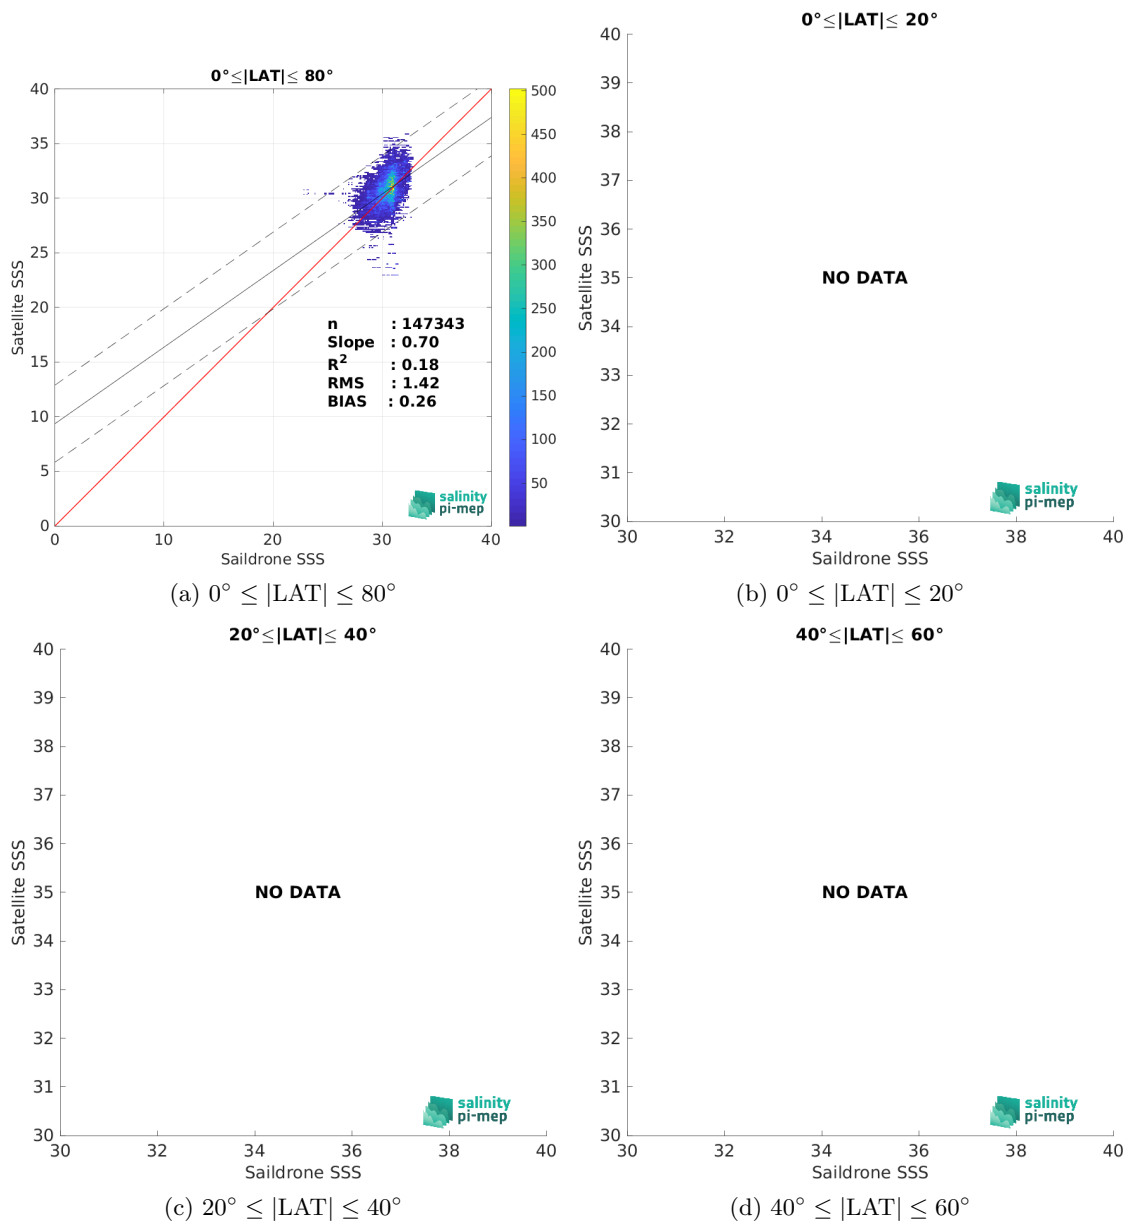 0°≤|LAT|≤ 80°
40
35
30
25
20
15
10
5
0
Satellite SSS
0 10 20 30 40
Saildrone SSS
n : 147343
Slope : 0.70
R² : 0.18
RMS : 1.42
BIAS : 0.26
salinity
pi-mep
500
450
400
350
300
250
200
150
100
50
(a) 0° ≤ |LAT| ≤ 80°
0°≤|LAT|≤ 20°
40
39
38
37
36
35
34
33
32
31
30
Satellite SSS
NO DATA
salinity
pi-mep
30 32 34 36 38 40
Saildrone SSS
(b) 0° ≤ |LAT| ≤ 20°
20°≤|LAT|≤ 40°
40
39
38
37
36
35
34
33
32
31
30
Satellite SSS
NO DATA
salinity
pi-mep
30 32 34 36 38 40
Saildrone SSS
(c) 20° ≤ |LAT| ≤ 40°
40°≤|LAT|≤ 60°
40
39
38
37
36
35
34
33
32
31
30
Satellite SSS
NO DATA
salinity
pi-mep
30 32 34 36 38 40
Saildrone SSS
(d) 40° ≤ |LAT| ≤ 60°